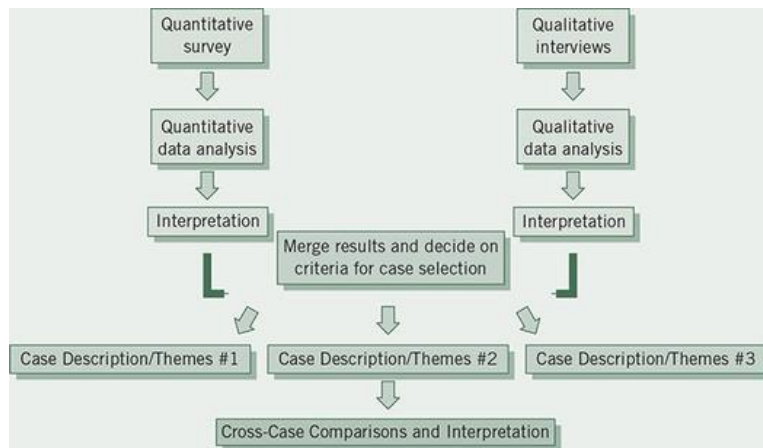 Quantitative
survey
Qualitative
interviews
Quantitative
data analysis
Qualitative
data analysis
Interpretation
Interpretation
Merge results and decide on
criteria for case selection
Case Description/Themes #1
Case Description/Themes #2
Case Description/Themes #3
Cross-Case Comparisons and Interpretation